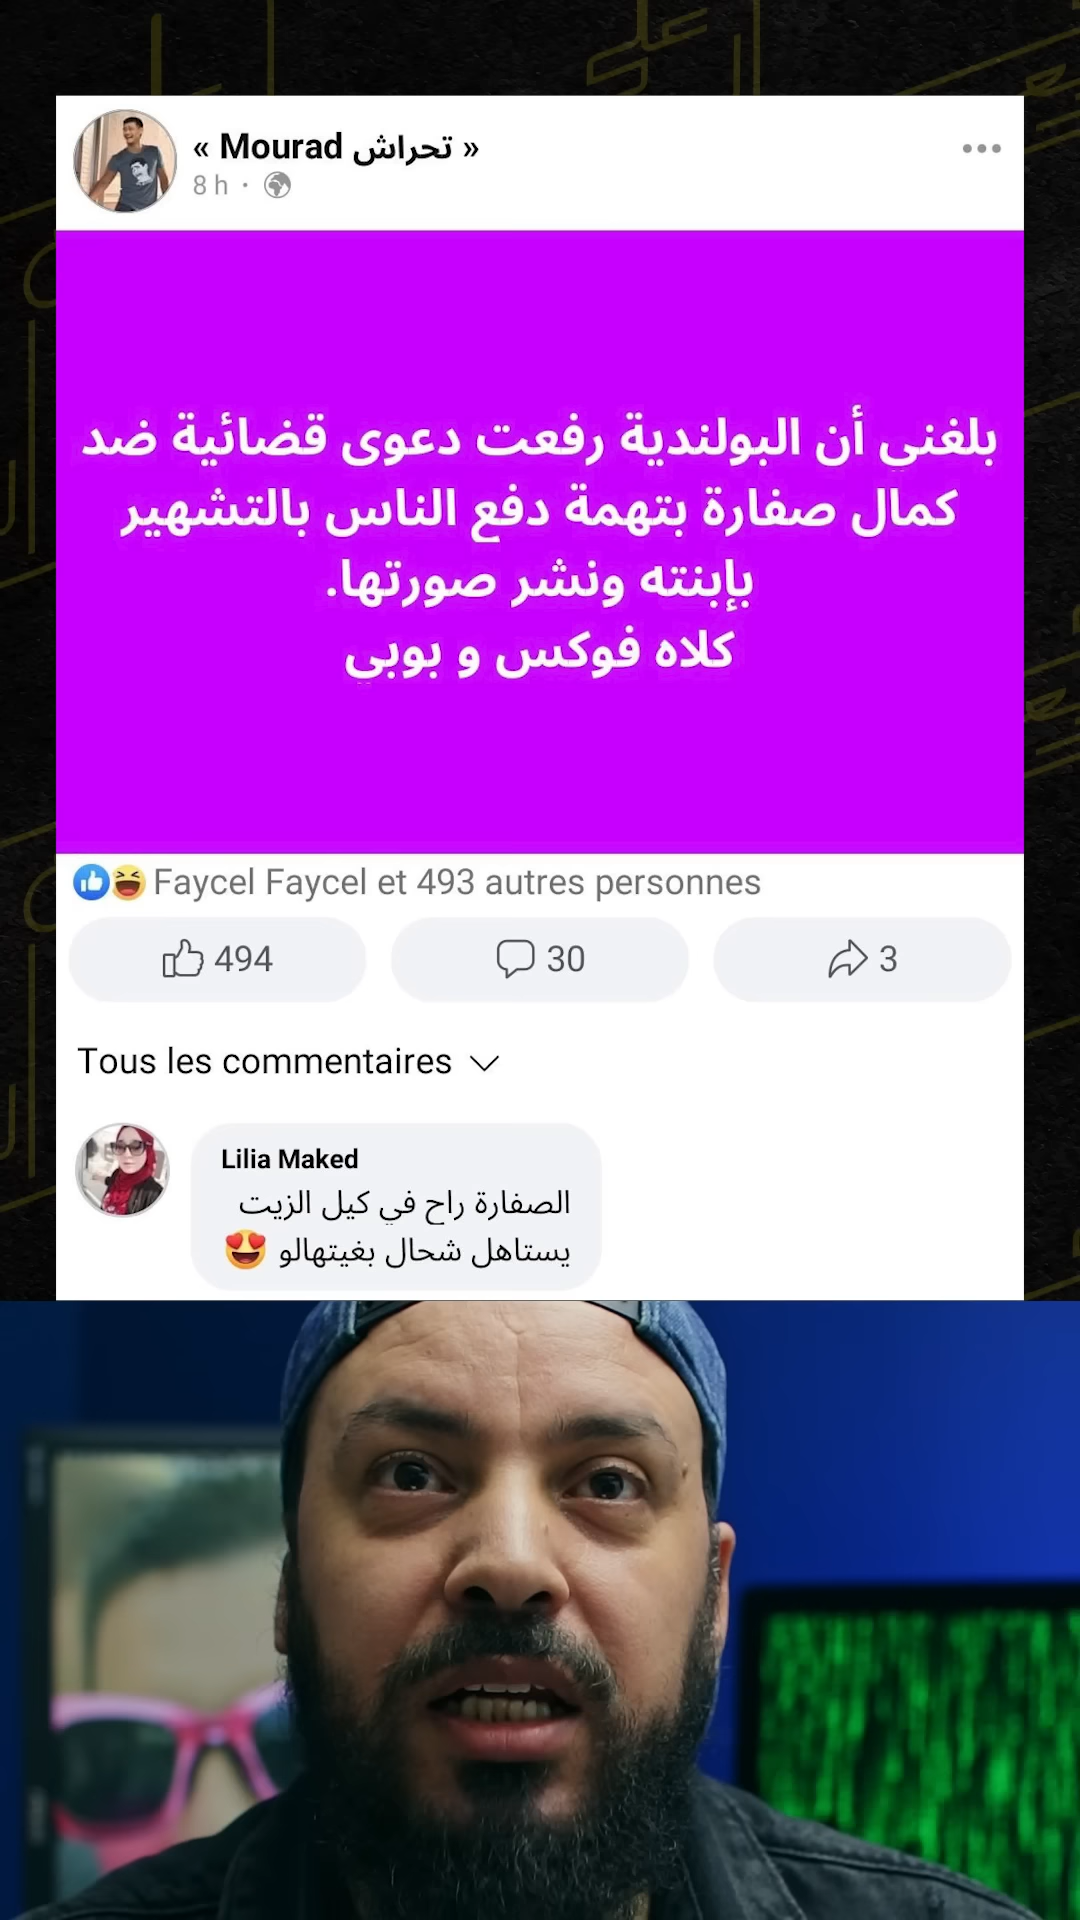 « Mourad تحراش »
8 h ·
بلغني أن البولندية رفعت دعوى قضائية ضد
كمال صفارة بتهمة دفع الناس بالتشهير
بإبنته ونشر صورتها.
كلاه فوكس و بوبي
Faycel Faycel et 493 autres personnes
494
30
3
Tous les commentaires
Lilia Maked
الصفارة راح في كيل الزيت
يستاهل شحال بغيتهالو 😍